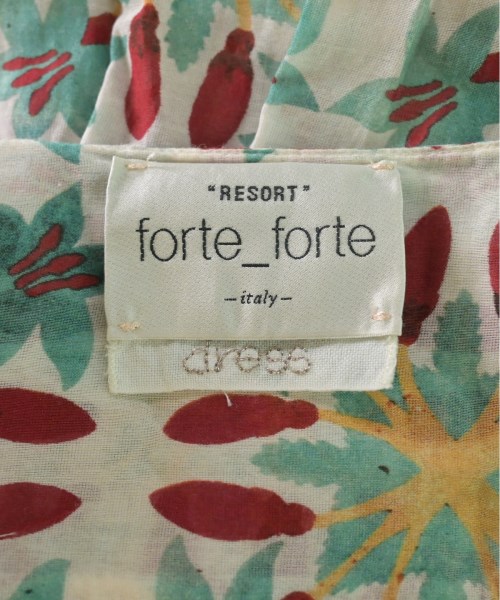 "RESORT"
forte_forte
-italy-
dress